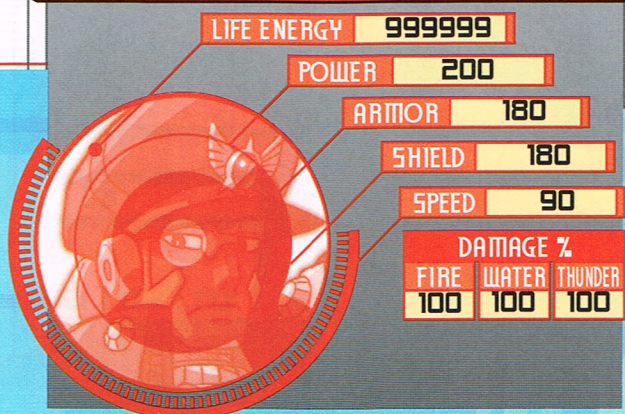 LIFE ENERGY 999999
POWER 200
ARMOR 180
SHIELD 180
SPEED 90
DAMAGE %
FIRE WATER THUNDER
100 100 100